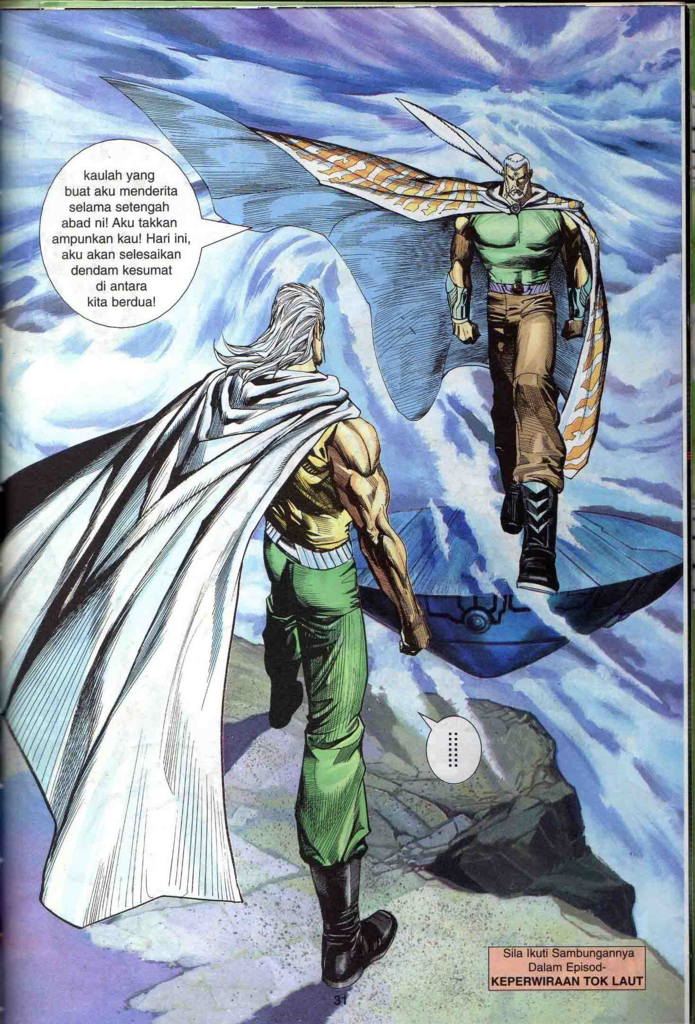 kaulah yang
buat aku menderita
selama setengah
abad ni! Aku takkan
ampunkan kau! Hari ini,
aku akan selesaikan
dendam kesumat
di antara
kita berdua!
Sila Ikuti Sambungannya
Dalam Episod-
KEPERWIRAAN TOK LAUT
31